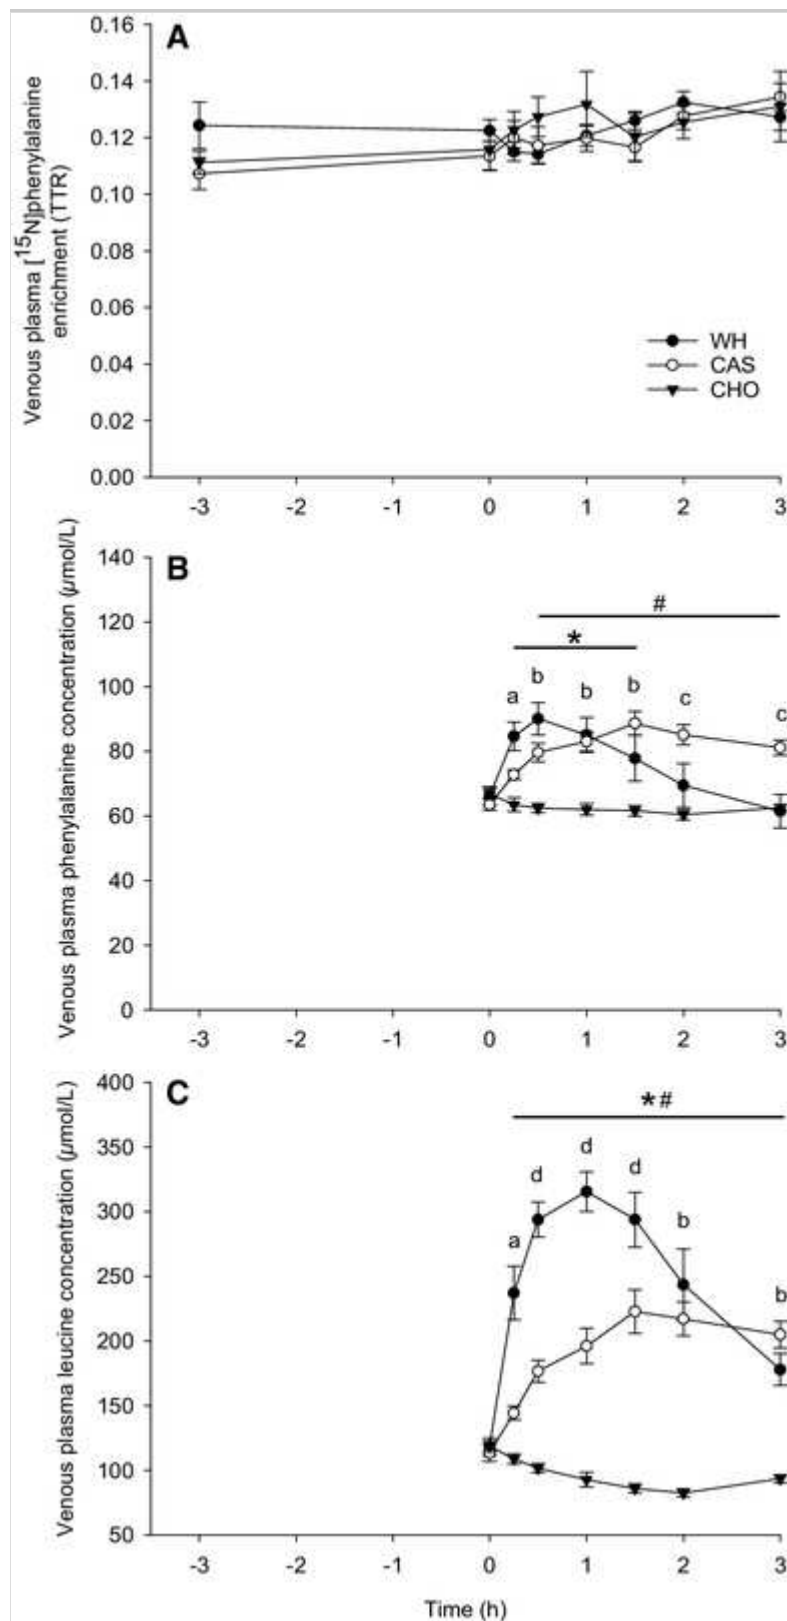 A
Venous plasma [15N]phenylalanine
enrichment (TTR)
0.16
0.14
0.12
0.10
0.08
0.06
0.04
0.02
0.00
WH
CAS
CHO
-3 -2 -1 0 1 2 3
B
Venous plasma phenylalanine concentration (µmol/L)
140
120
100
80
60
40
20
0
#
*
a b b b c c
-3 -2 -1 0 1 2 3
C
Venous plasma leucine concentration (µmol/L)
400
350
300
250
200
150
100
50
*#
a d d d b b
-3 -2 -1 0 1 2 3
Time (h)